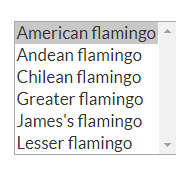 American flamingo
Andean flamingo
Chilean flamingo
Greater flamingo
James's flamingo
Lesser flamingo